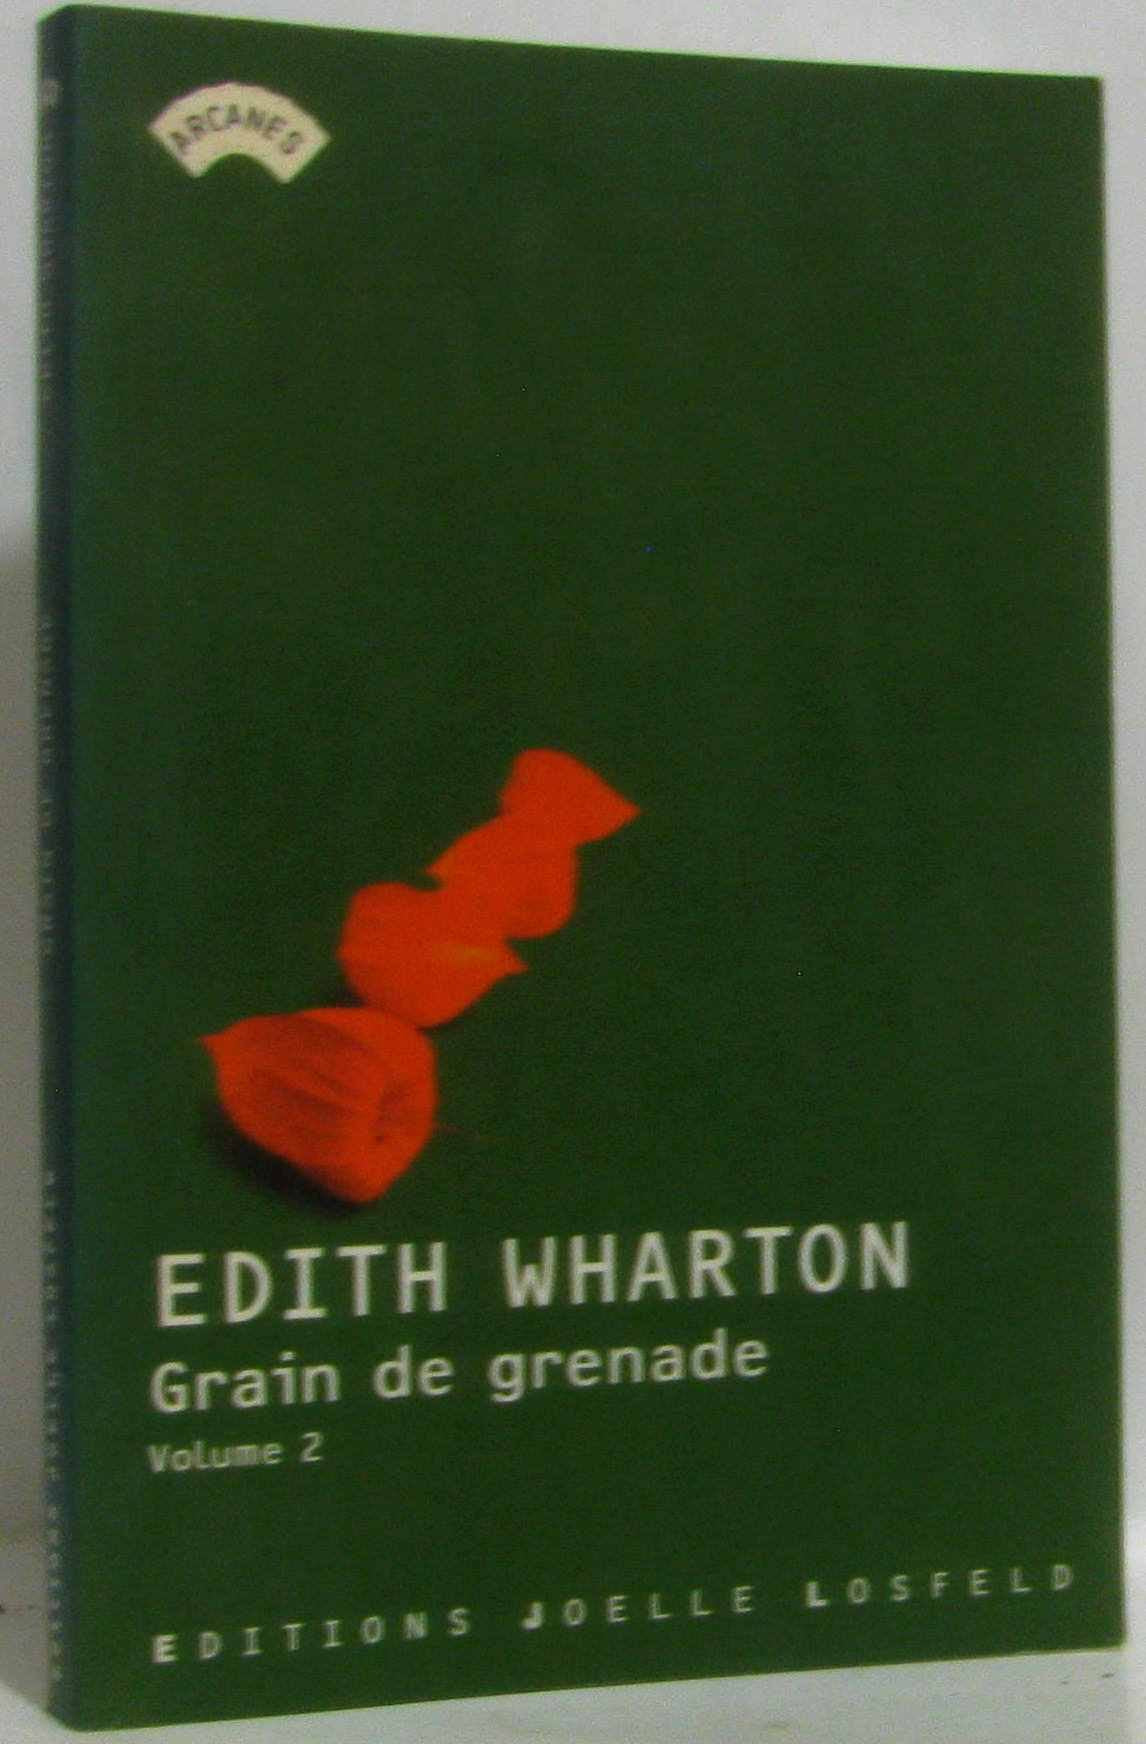 ARCANES
EDITH WHARTON
Grain de grenade
Volume 2
EDITIONS JOELLE LOSFELD